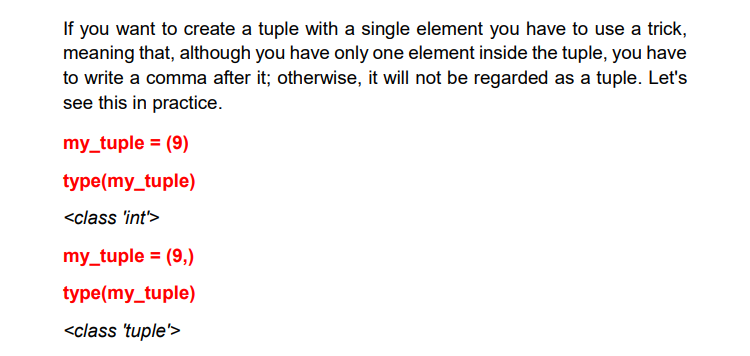 If you want to create a tuple with a single element you have to use a trick,
meaning that, although you have only one element inside the tuple, you have
to write a comma after it; otherwise, it will not be regarded as a tuple. Let's
see this in practice.
my_tuple = (9)
type(my_tuple)
<class 'int'>
my_tuple = (9,)
type(my_tuple)
<class 'tuple'>